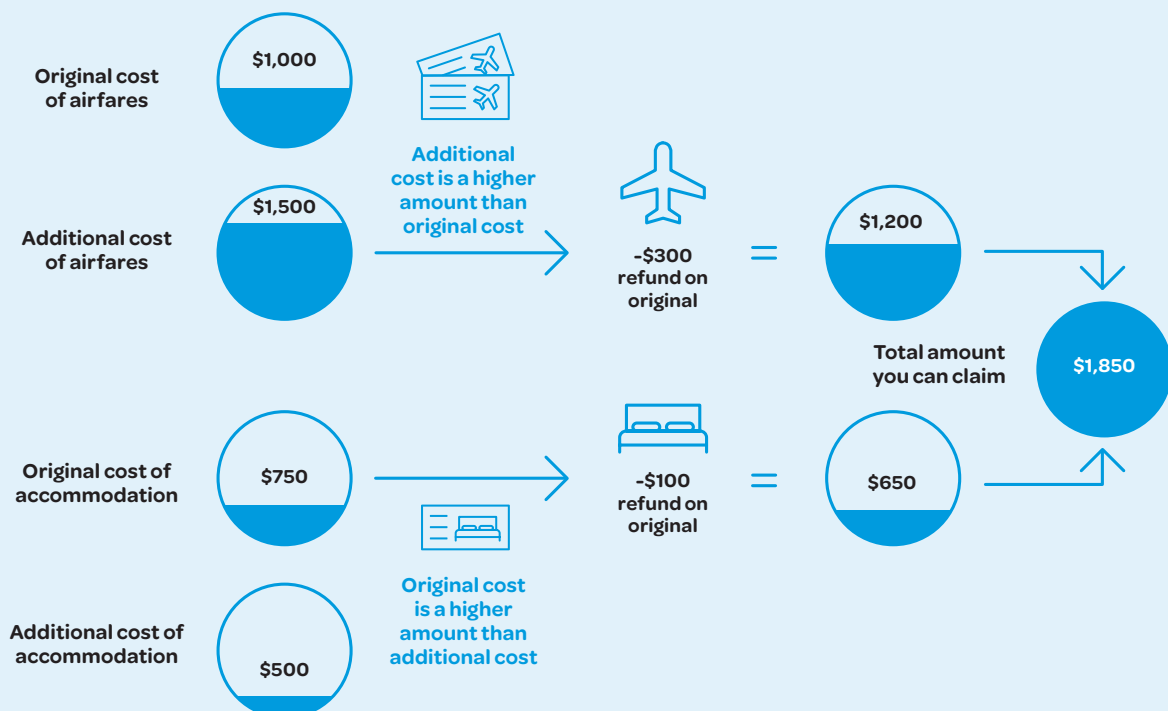 Original cost
of airfares
$1,000
Additional
cost is a higher
amount than
original cost
Additional cost
of airfares
$1,500
-$300
refund on
original
=
$1,200
Total amount
you can claim
$1,850
Original cost of
accommodation
$750
-$100
refund on
original
=
$650
Original cost
is a higher
amount than
additional cost
Additional cost of
accommodation
$500